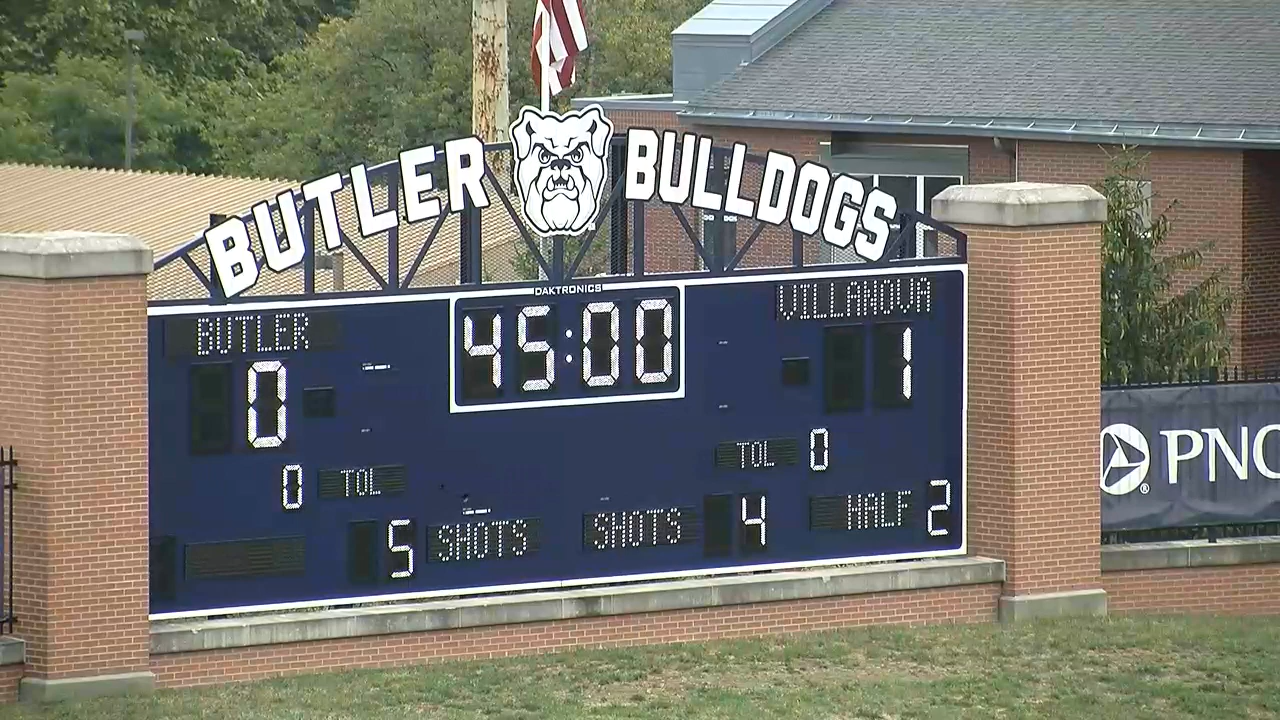 BUTLER BULLDOGS
DAKTRONICS
BUTLER 45:00 VILLANOVA
0 1
0 TOL TOL 0
5 SHOTS SHOTS 4 HALF 2
PNC